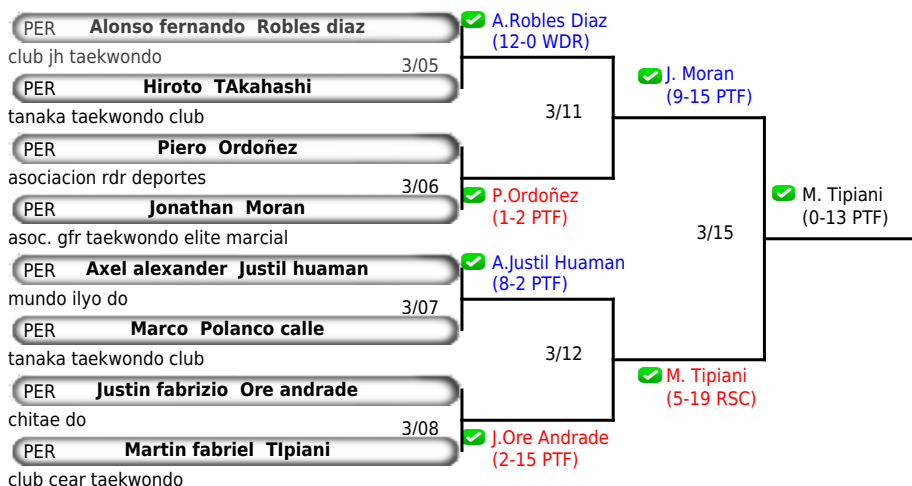 PER Alonso fernando Robles diaz
club jh taekwondo
3/05
PER Hiroto TAkahashi
tanaka taekwondo club
PER Piero Ordoñez
asociacion rdr deportes
3/06
PER Jonathan Moran
asoc. gfr taekwondo elite marcial
PER Axel alexander Justil huaman
mundo ilyo do
3/07
PER Marco Polanco calle
tanaka taekwondo club
PER Justin fabrizio Ore andrade
chitae do
3/08
PER Martin fabriel TIpiani
club cear taekwondo
A.Robles Diaz
(12-0 WDR)
3/11
P.Ordoñez
(1-2 PTF)
A.Justil Huaman
(8-2 PTF)
3/12
J.Ore Andrade
(2-15 PTF)
J. Moran
(9-15 PTF)
3/15
M. Tipiani
(5-19 RSC)
M. Tipiani
(0-13 PTF)